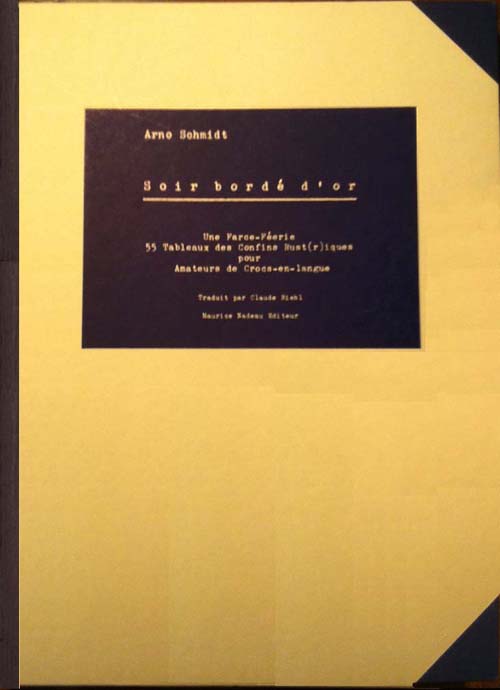 Arno Schmidt
Soir bordé d'or
Une Farce-Féerie
55 Tableaux des Confins Rust(r)iques
pour
Amateurs de Crocs-en-langue
Traduit par Claude Riehl
Maurice Nadeau Editeur